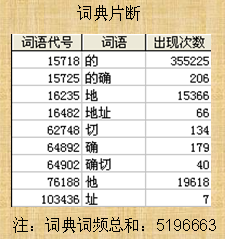 词典片断
词语代号 词语 出现次数
15718 的 355225
15725 的确 206
16235 地 15366
16482 地址 66
62748 切 134
64892 确 179
64902 确切 40
76188 他 19618
103436 址 7
注：词典词频总和：5196663